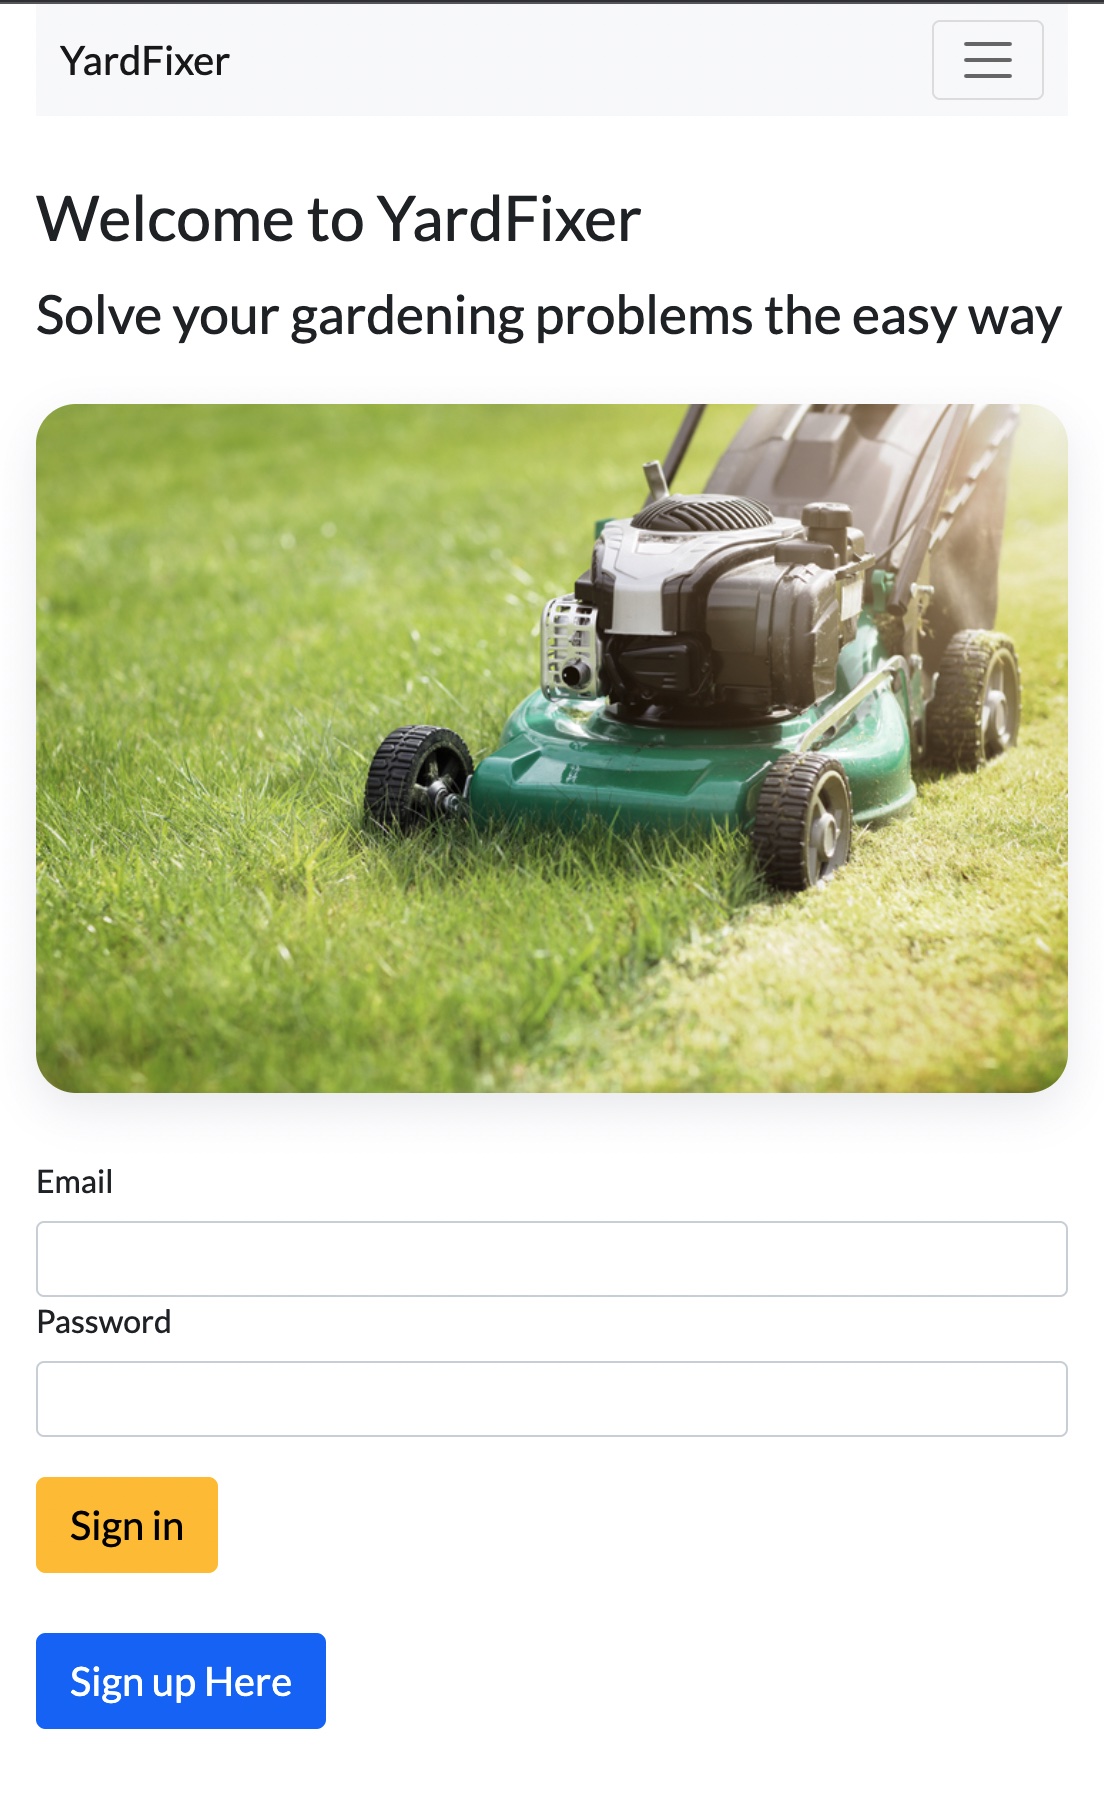 YardFixer
Welcome to YardFixer
Solve your gardening problems the easy way
Email
Password
Sign in
Sign up Here